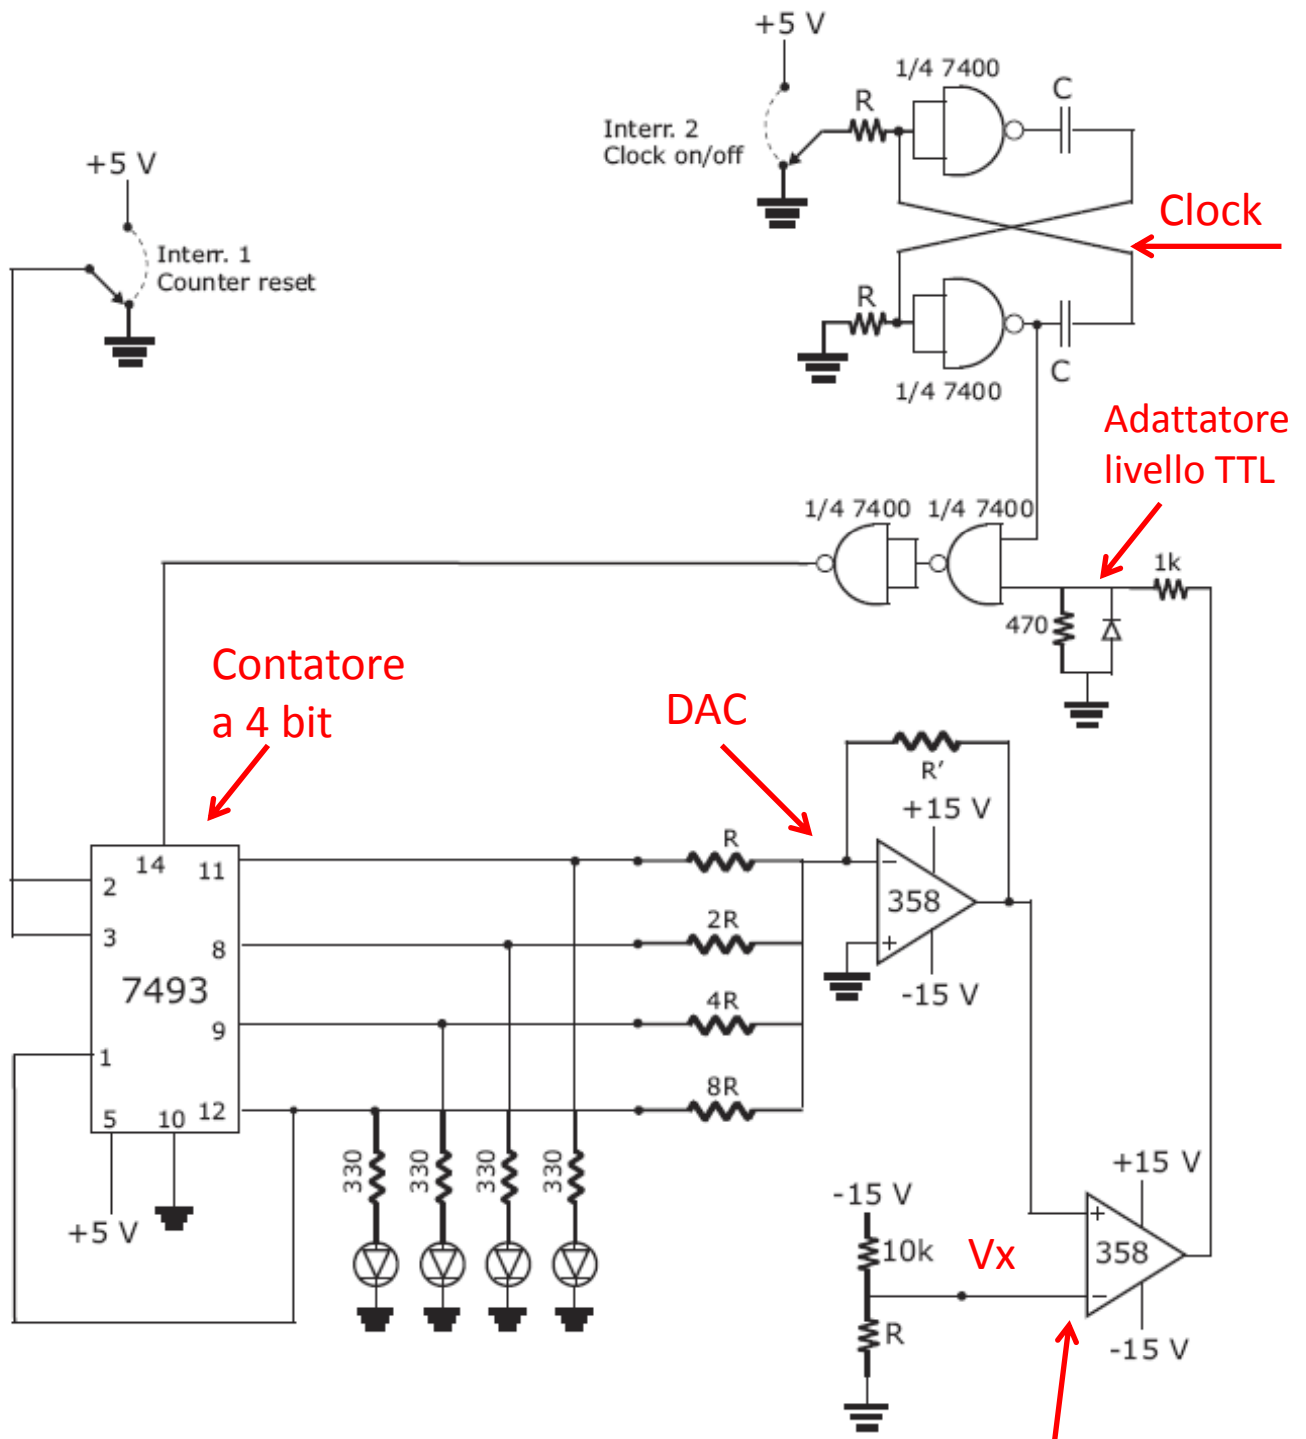 +5 V
1/4 7400
C
R
Interr. 2
Clock on/off
+5 V
Clock
Interr. 1
Counter reset
R
C
1/4 7400
Adattatore
livello TTL
1/4 7400
1/4 7400
1k
470
Contatore
a 4 bit
DAC
R'
+15 V
R
14
11
2
358
2R
3
8
7493
-15 V
4R
9
1
8R
5
10
12
330
330
330
330
+15 V
-15 V
+5 V
10k
Vx
358
R
-15 V
+
-
+
-